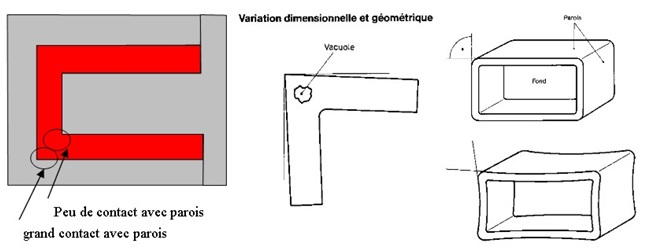 Variation dimensionnelle et géométrique
Vacuole
Parois
Fond
Peu de contact avec parois
grand contact avec parois